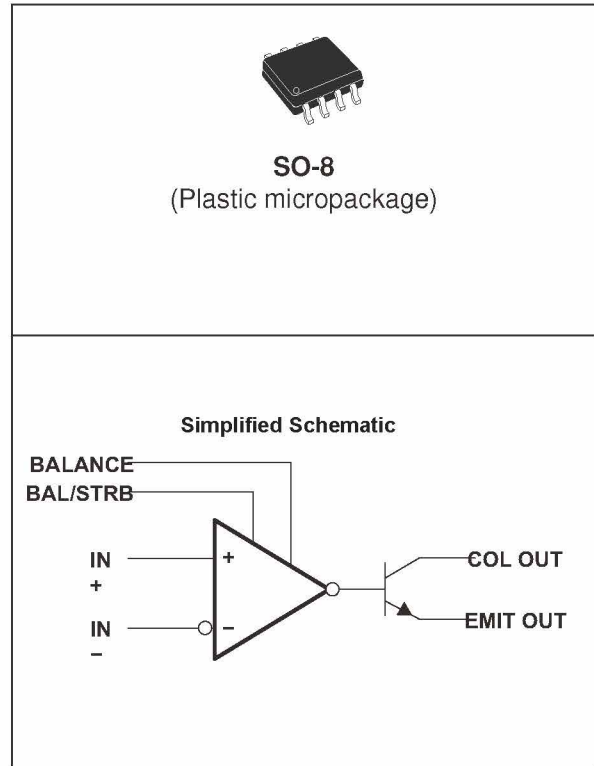 SO-8
(Plastic micropackage)
Simplified Schematic
BALANCE
BAL/STRB
IN
+
+
IN
–
–
COL OUT
EMIT OUT